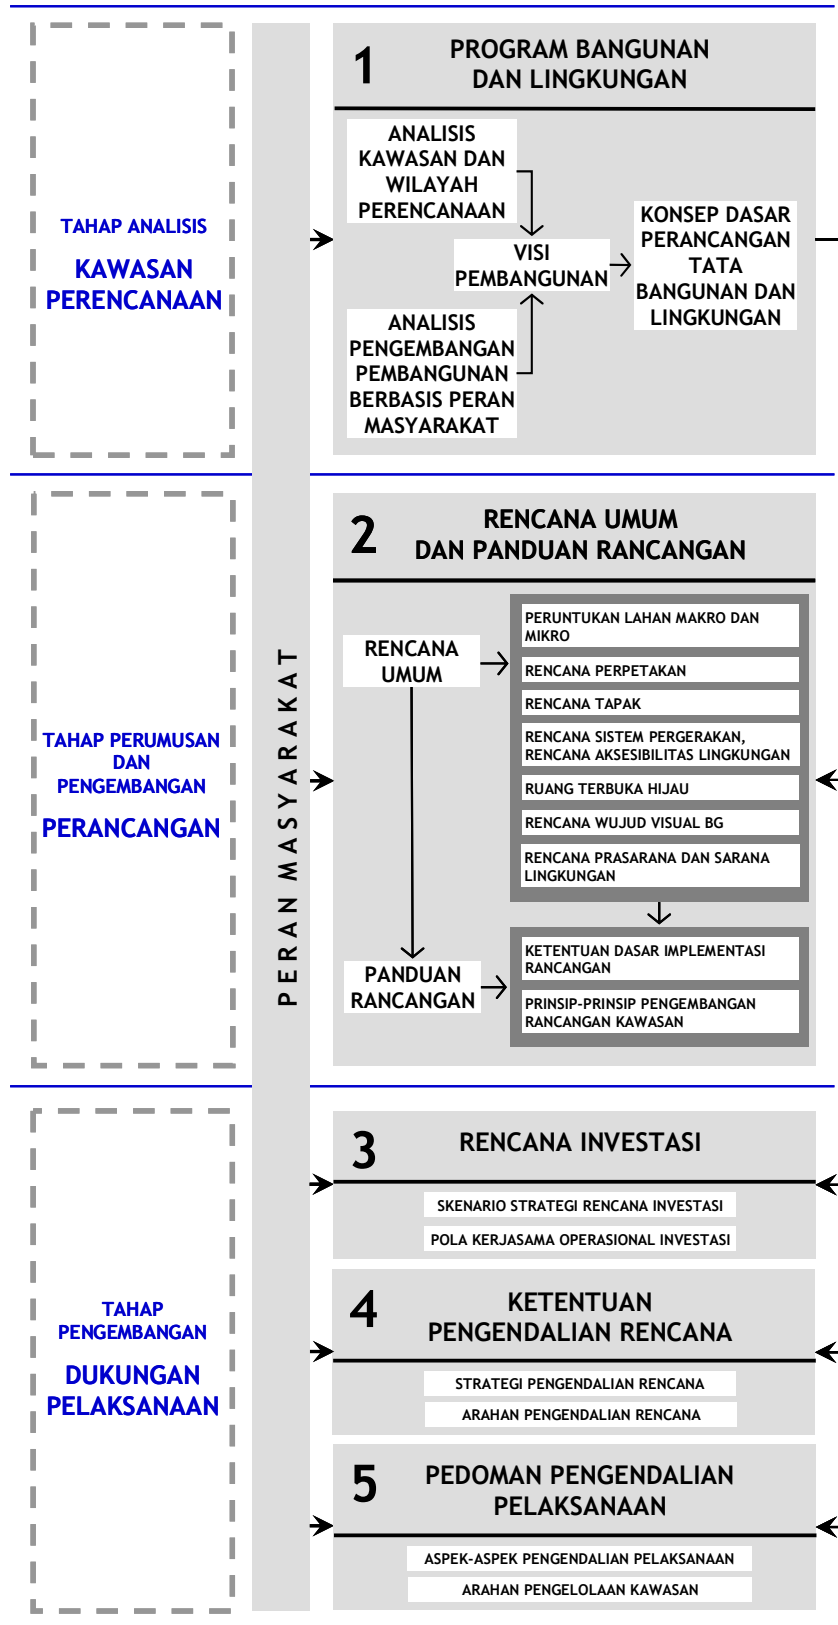 TAHAP ANALISIS
KAWASAN
PERENCANAAN
1
PROGRAM BANGUNAN
DAN LINGKUNGAN
ANALISIS
KAWASAN DAN
WILAYAH
PERENCANAAN
VISI
PEMBANGUNAN
KONSEP DASAR
PERANCANGAN
TATA
BANGUNAN DAN
LINGKUNGAN
ANALISIS
PENGEMBANGAN
PEMBANGUNAN
BERBASIS PERAN
MASYARAKAT
PERAN MASYARAKAT
TAHAP PERUMUSAN
DAN
PENGEMBANGAN
PERANCANGAN
2
RENCANA UMUM
DAN PANDUAN RANCANGAN
RENCANA
UMUM
PERUNTUKAN LAHAN MAKRO DAN
MIKRO
RENCANA PERPETAKAN
RENCANA TAPAK
RENCANA SISTEM PERGERAKAN,
RENCANA AKSESIBILITAS LINGKUNGAN
RUANG TERBUKA HIJAU
RENCANA WUJUD VISUAL BG
RENCANA PRASARANA DAN SARANA
LINGKUNGAN
PANDUAN
RANCANGAN
KETENTUAN DASAR IMPLEMENTASI
RANCANGAN
PRINSIP-PRINSIP PENGEMBANGAN
RANCANGAN KAWASAN
TAHAP
PENGEMBANGAN
DUKUNGAN
PELAKSANAAN
3
RENCANA INVESTASI
SKENARIO STRATEGI RENCANA INVESTASI
POLA KERJASAMA OPERASIONAL INVESTASI
4
KETENTUAN
PENGENDALIAN RENCANA
STRATEGI PENGENDALIAN RENCANA
ARAHAN PENGENDALIAN RENCANA
5
PEDOMAN PENGENDALIAN
PELAKSANAAN
ASPEK-ASPEK PENGENDALIAN PELAKSANAAN
ARAHAN PENGELOLAAN KAWASAN